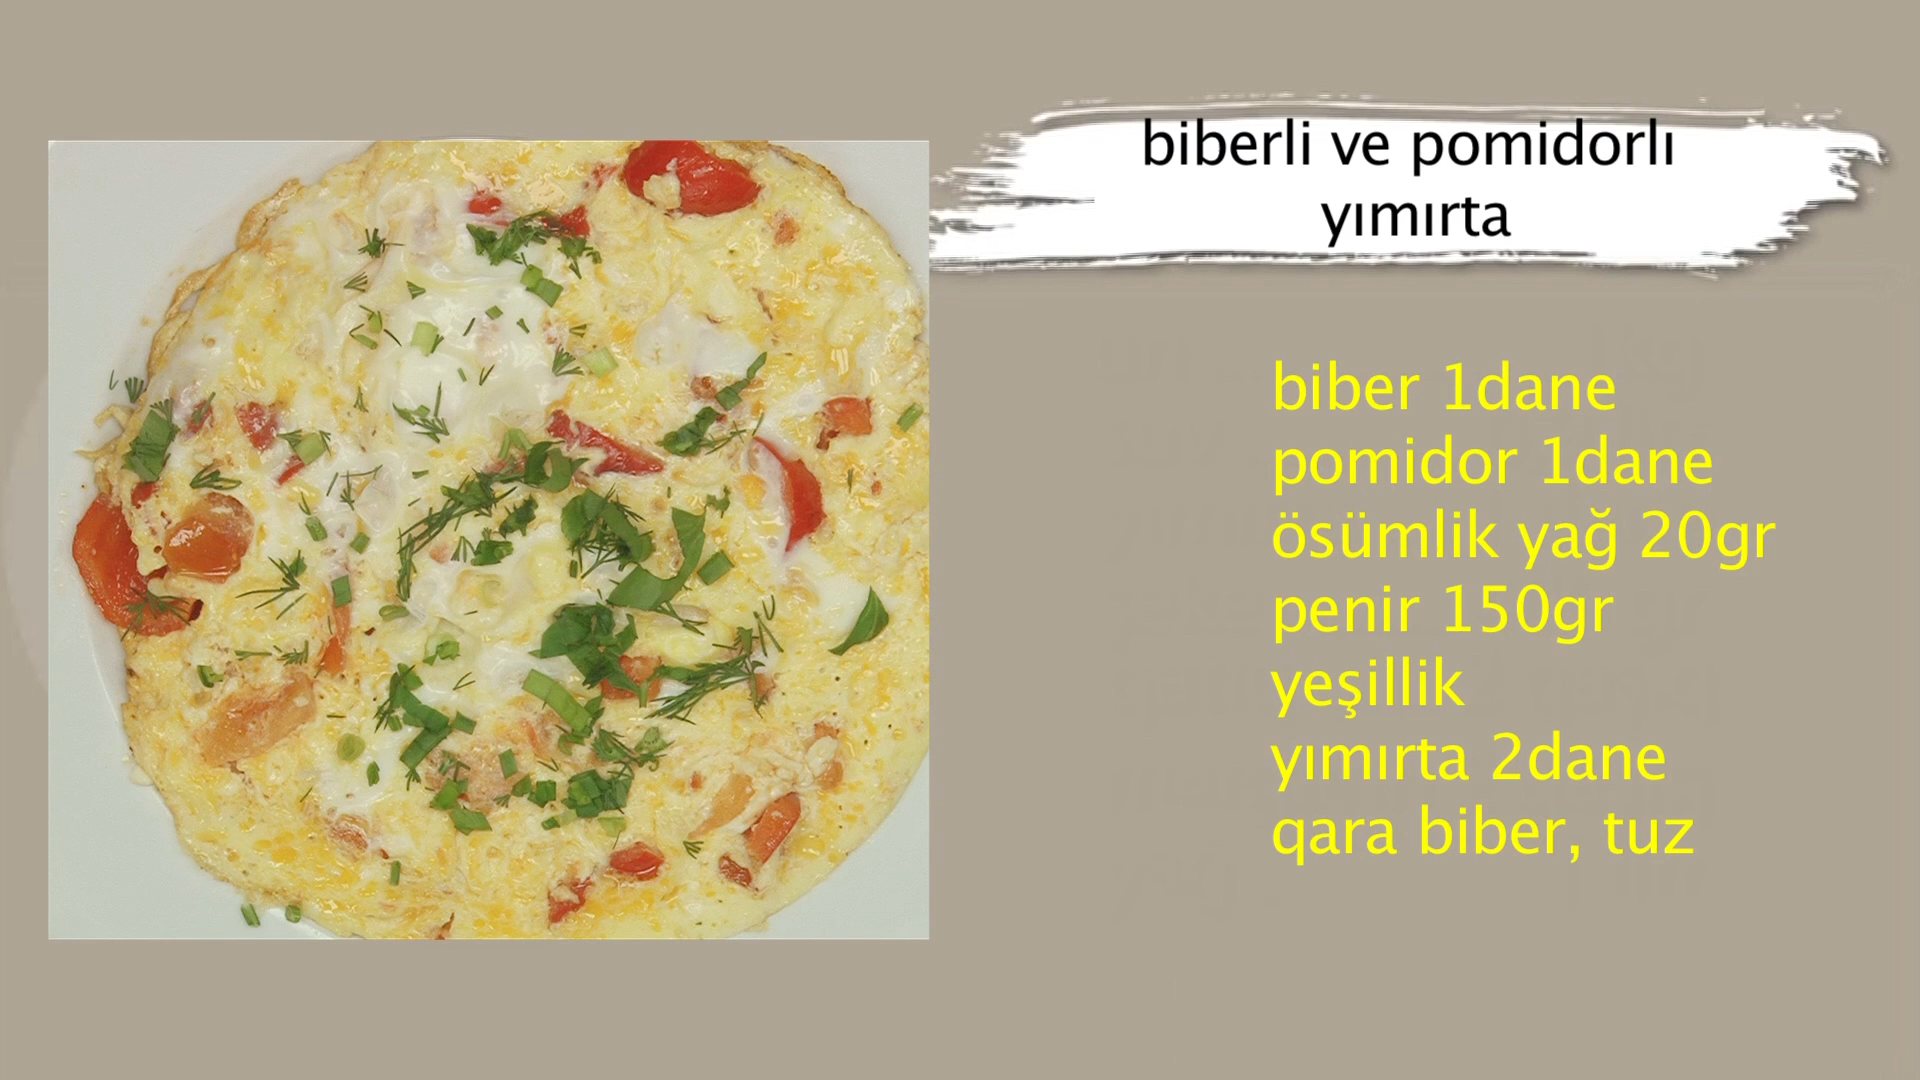 biberli ve pomidorlı
yımırta
biber 1dane
pomidor 1dane
ösümlik yağ 20gr
penir 150gr
yeşillik
yımırta 2dane
qara biber, tuz